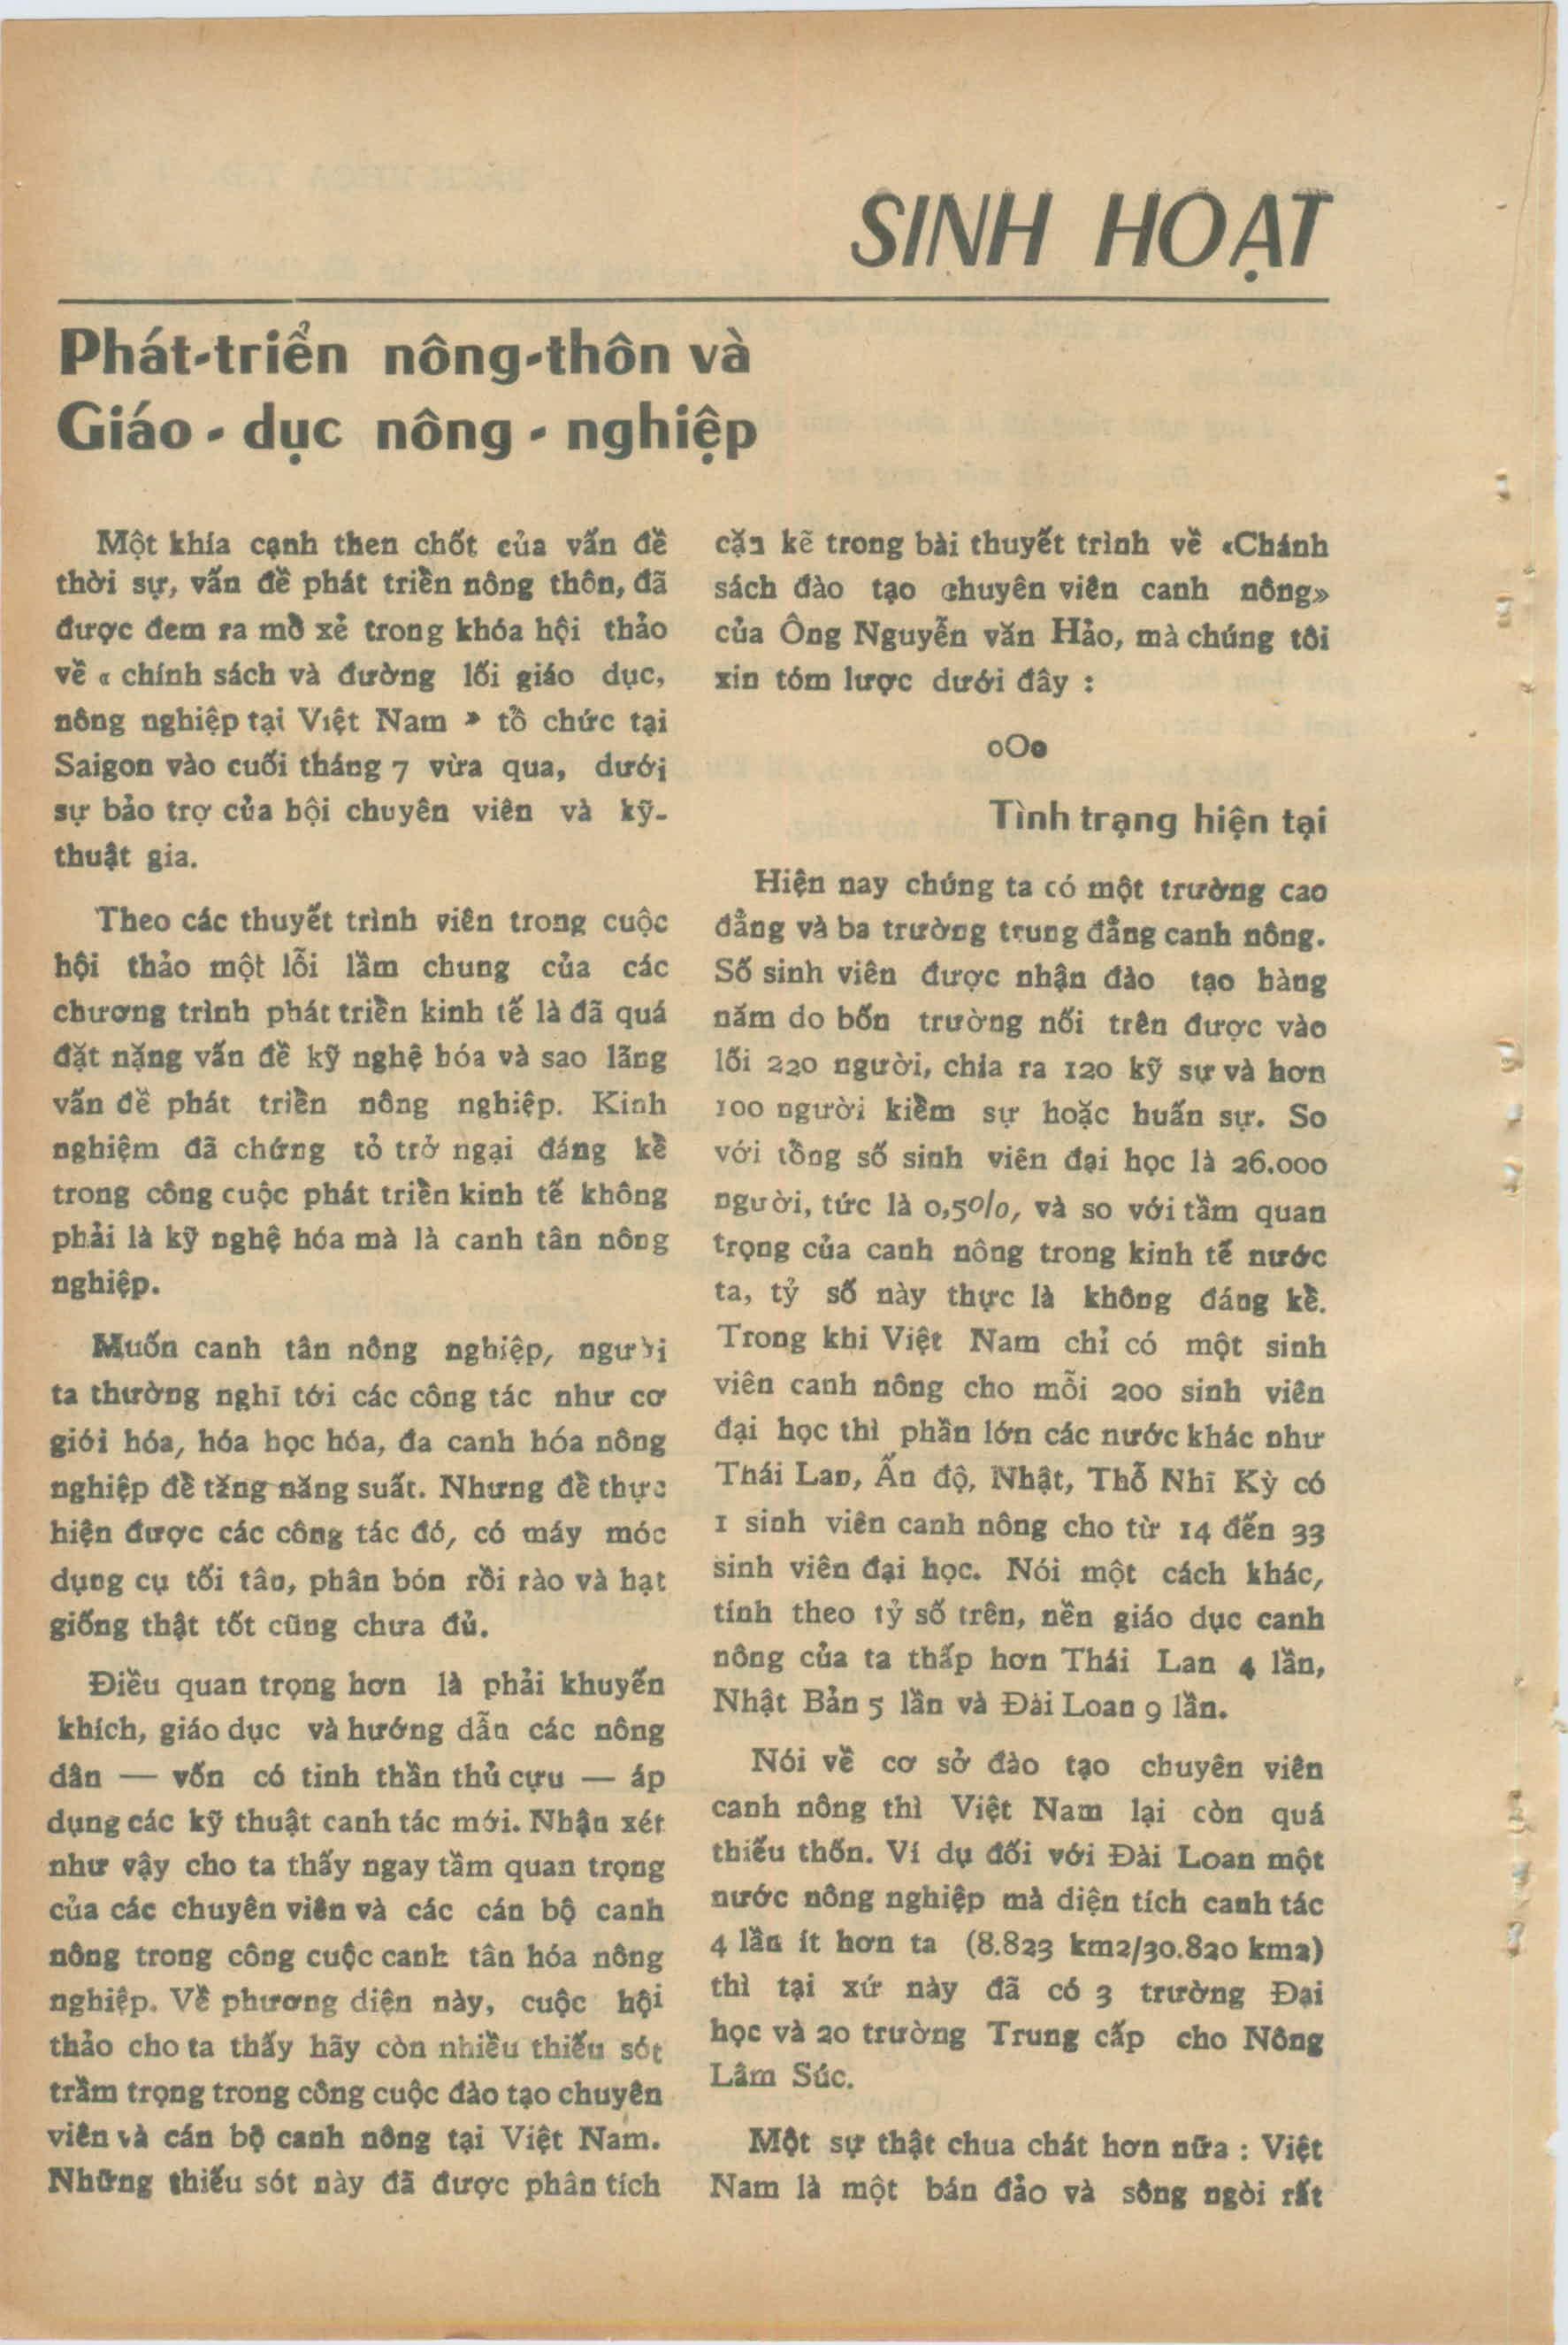 SINH HOẠT
Phát-triển nông-thôn và
Giáo - dục nông - nghiệp
Một khía cạnh then chốt của vấn đề
thời sự, vấn đề phát triển nông thôn, đã
được đem ra mổ xẻ trong khóa hội thảo
về « chính sách và đường lối giáo dục,
nông nghiệp tại Việt Nam » tổ chức tại
Saigon vào cuối tháng 7 vừa qua, dưới
sự bảo trợ của hội chuyên viên và kỹ-
thuật gia.
Theo các thuyết trình viên trong cuộc
hội thảo một lỗi lầm chung của các
chương trình phát triển kinh tế là đã quá
đặt nặng vấn đề kỹ nghệ hóa và sao lãng
vấn đề phát triển nông nghiệp. Kinh
nghiệm đã chứng tỏ trở ngại đáng kể
trong công cuộc phát triển kinh tế không
phải là kỹ nghệ hóa mà là canh tân nông
nghiệp.
Muốn canh tân nông nghiệp, người
ta thường nghĩ tới các công tác như cơ
giới hóa, hóa học hóa, đa canh hóa nông
nghiệp để tăng năng suất. Nhưng để thực
hiện được các công tác đó, có máy móc
dụng cụ tối tân, phân bón rồi rào và hạt
giống thật tốt cũng chưa đủ.
Điều quan trọng hơn là phải khuyến
khích, giáo dục và hướng dẫn các nông
dân — vốn có tinh thần thủ cựu — áp
dụng các kỹ thuật canh tác mới. Nhận xét
như vậy cho ta thấy ngay tầm quan trọng
của các chuyên viên và các cán bộ canh
nông trong công cuộc canh tân hóa nông
nghiệp. Về phương diện này, cuộc hội
thảo cho ta thấy hãy còn nhiều thiếu sót
trầm trọng trong công cuộc đào tạo chuyên
viên và cán bộ canh nông tại Việt Nam.
Những thiếu sót này đã được phân tích
cặn kẽ trong bài thuyết trình về «Chánh
sách đào tạo chuyên viên canh nông»
của Ông Nguyễn văn Hảo, mà chúng tôi
xin tóm lược dưới đây :
oOo
Tình trạng hiện tại
Hiện nay chúng ta có một trường cao
đẳng và ba trường trung đẳng canh nông.
Số sinh viên được nhận đào tạo hàng
năm do bốn trường nối trên được vào
lối 220 người, chia ra 120 kỹ sư và hơn
100 người kiểm sự hoặc huấn sự. So
với tổng số sinh viên đại học là 26.000
người, tức là 0,5%, và so với tầm quan
trọng của canh nông trong kinh tế nước
ta, tỷ số này thực là không đáng kể.
Trong khi Việt Nam chỉ có một sinh
viên canh nông cho mỗi 200 sinh viên
đại học thì phần lớn các nước khác như
Thái Lan, Ấn độ, Nhật, Thổ Nhĩ Kỳ có
1 sinh viên canh nông cho từ 14 đến 33
sinh viên đại học. Nói một cách khác,
tính theo tỷ số trên, nền giáo dục canh
nông của ta thấp hơn Thái Lan 4 lần,
Nhật Bản 5 lần và Đài Loan 9 lần.
Nói về cơ sở đào tạo chuyên viên
canh nông thì Việt Nam lại còn quá
thiếu thốn. Ví dụ đối với Đài Loan một
nước nông nghiệp mà diện tích canh tác
4 lần ít hơn ta (8.823 km2/30.820 km2)
thì tại xứ này đã có 3 trường Đại
học và 20 trường Trung cấp cho Nông
Lâm Súc.
Một sự thật chua chát hơn nữa : Việt
Nam là một bán đảo và sông ngòi rất